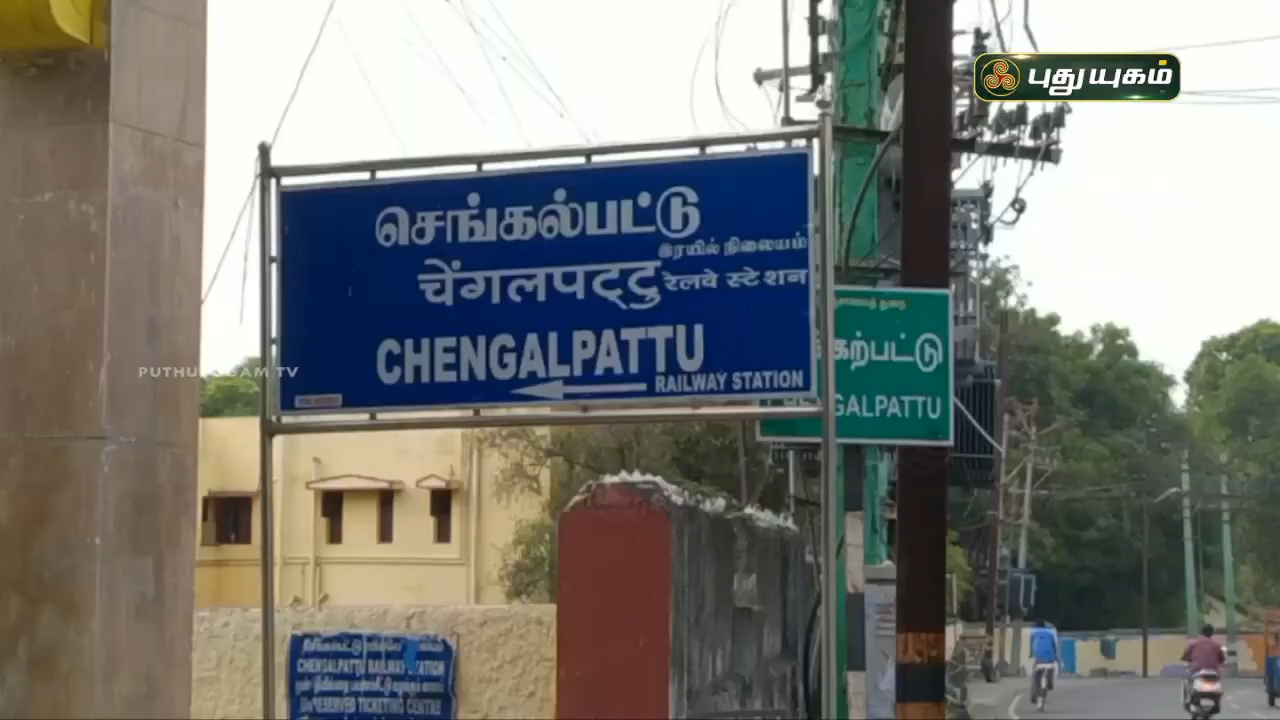 புதுயுகம்
செங்கல்பட்டு
இரயில் நிலையம்
चेंगलपट्टु रेलवे स्टेशन
CHENGALPATTU
RAILWAY STATION
கற்பட்டு
GALPATTU
PUTHUYUGAM TV
CHENGALPATTU RAILWAY STATION
UNRESERVED TICKETING CENTRE